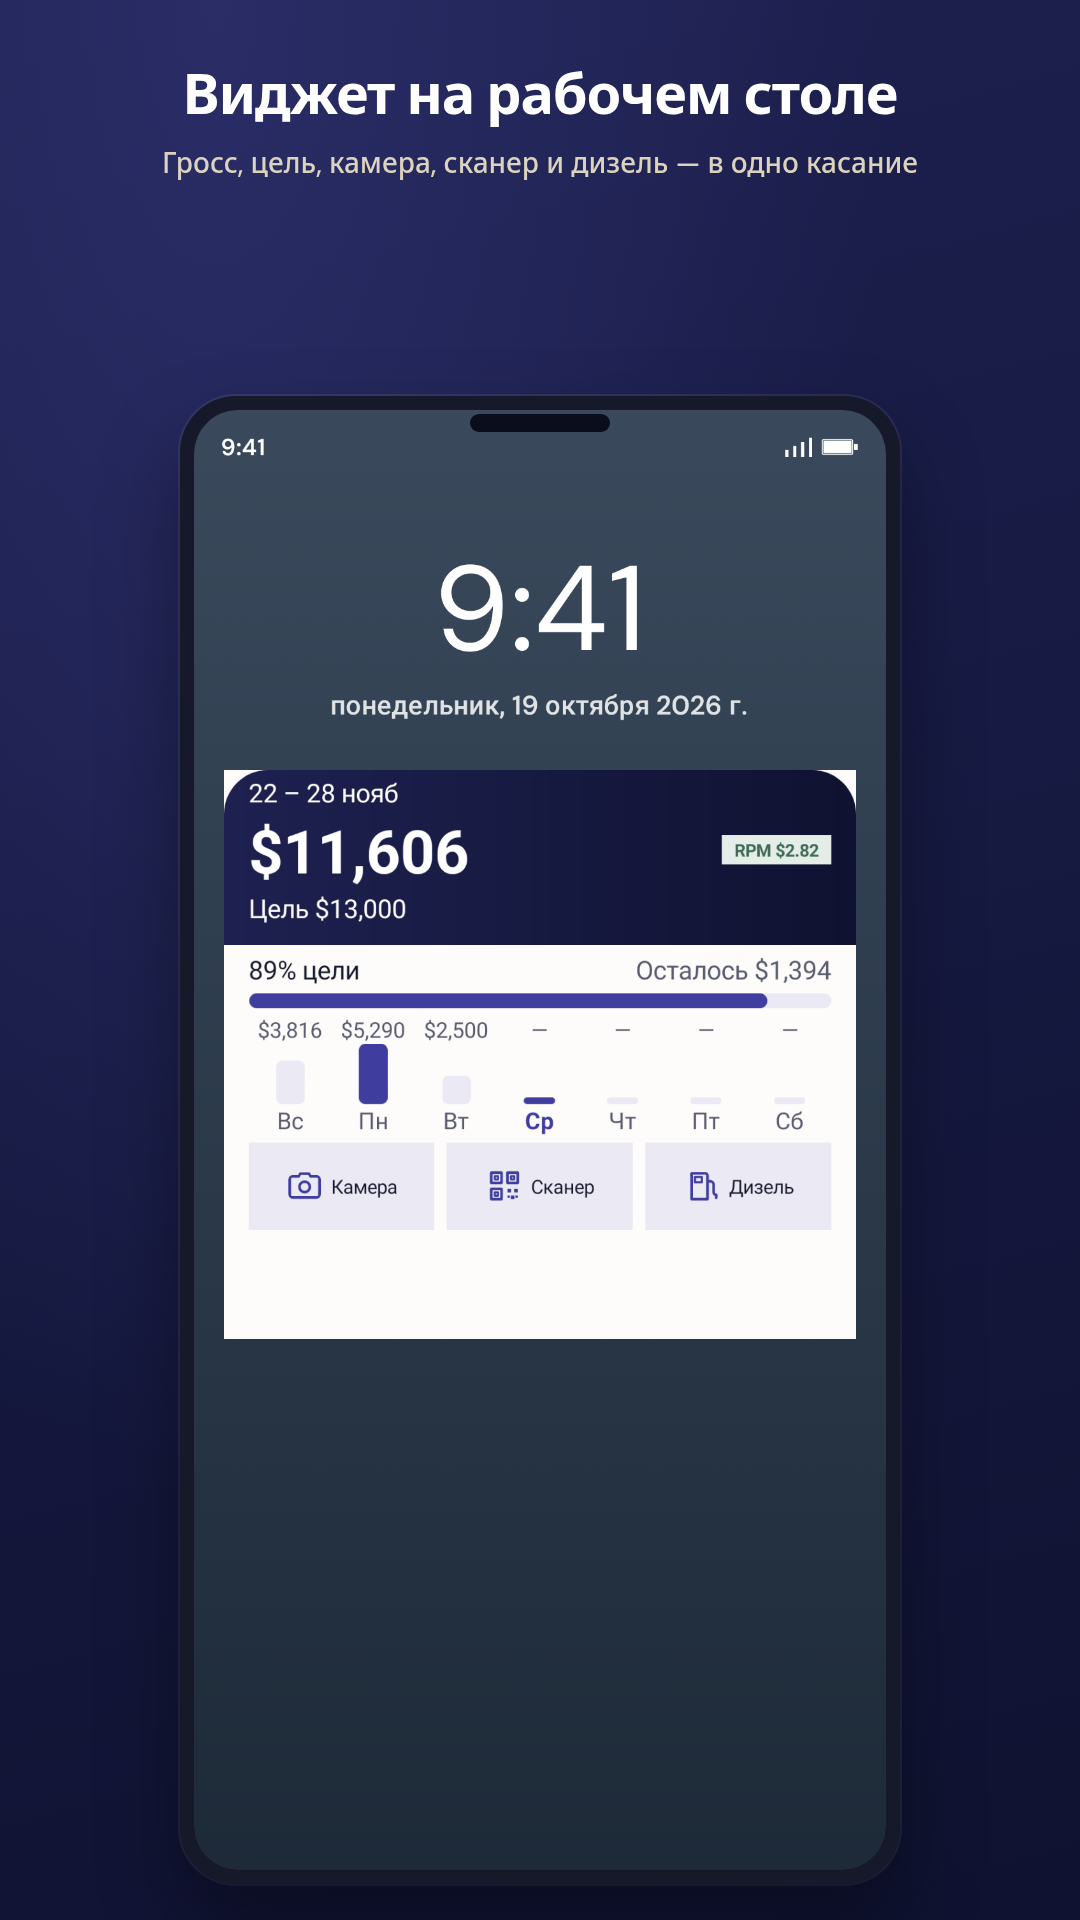 Виджет на рабочем столе
Гросс, цель, камера, сканер и дизель — в одно касание
9:41
9:41
понедельник, 19 октября 2026 г.
22 – 28 нояб
$11,606
RPM $2.82
Цель $13,000
89% цели Осталось $1,394
$3,816 $5,290 $2,500 — — — —
Вс Пн Вт Ср Чт Пт Сб
Камера Сканер Дизель